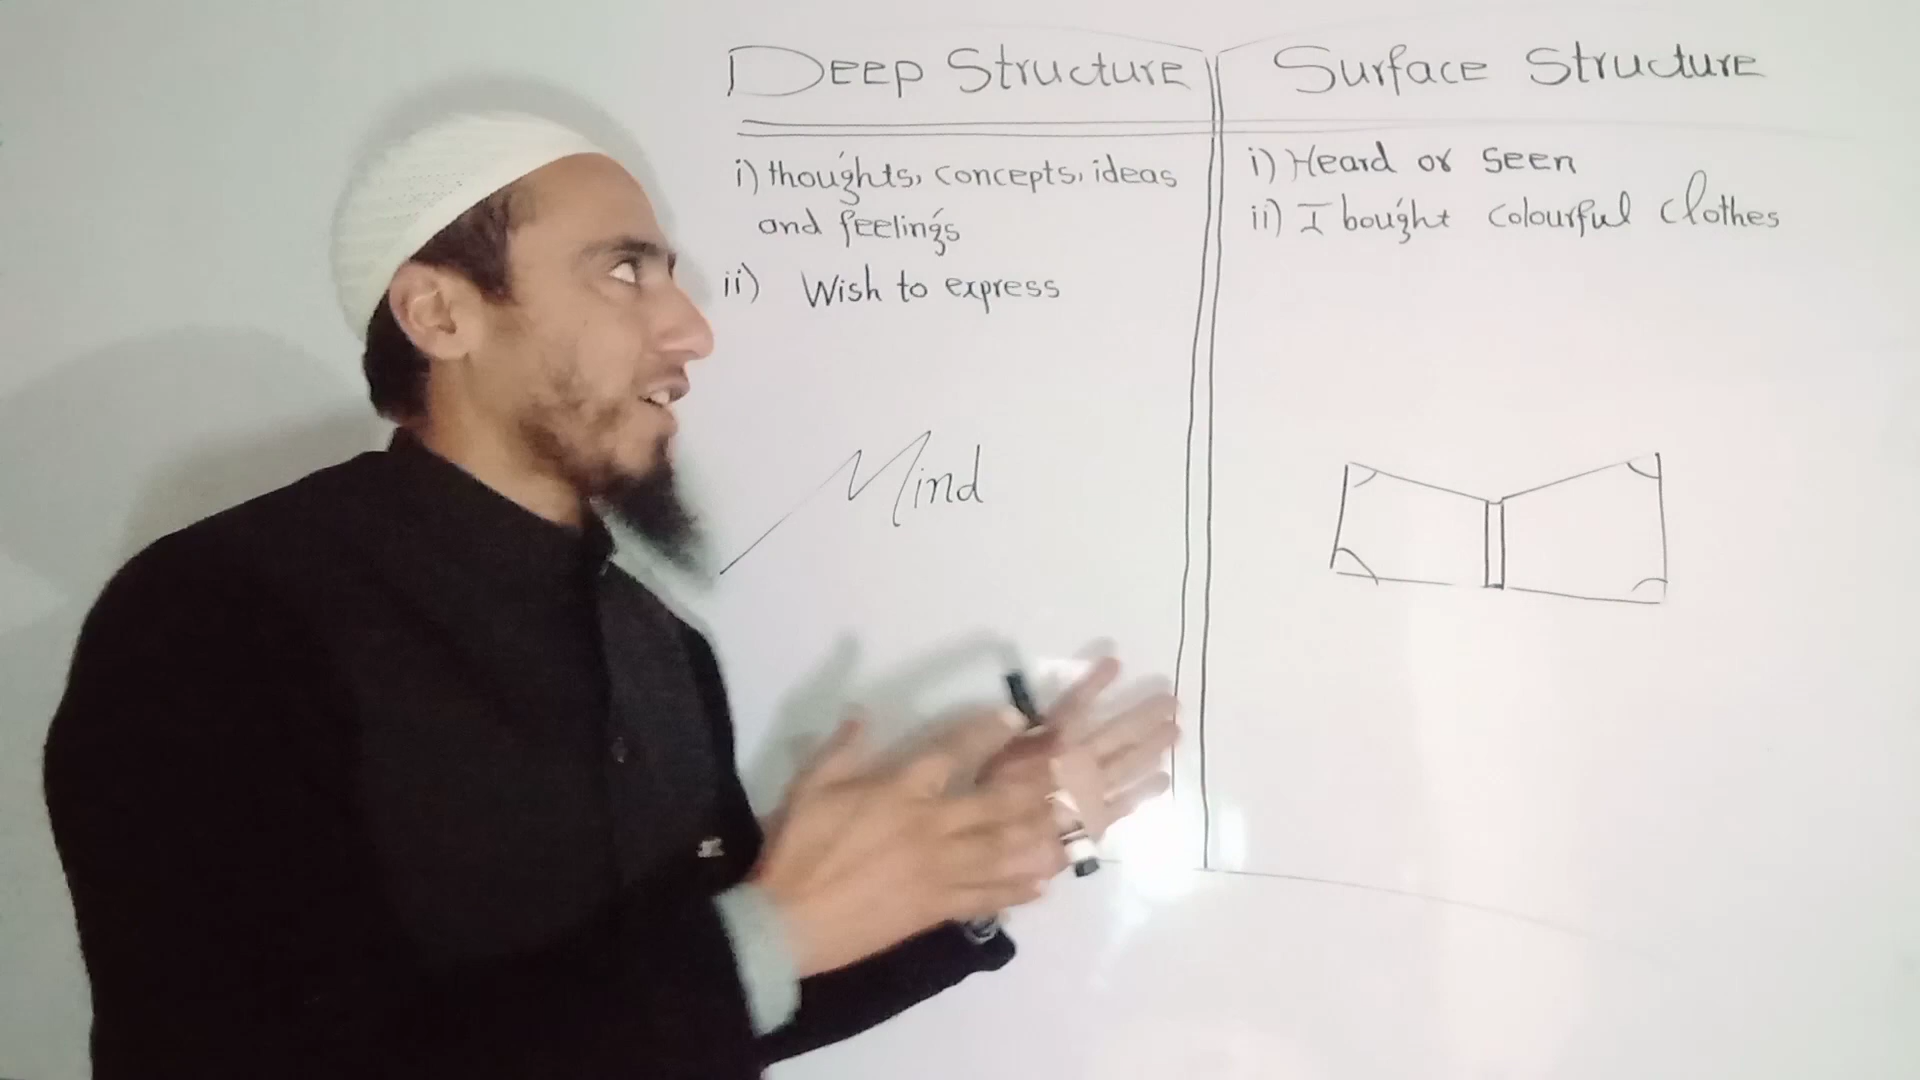 Deep Structure
i) thoughts, concepts, ideas
and feelings
ii) Wish to express
Mind
Surface Structure
i) Heard or Seen
ii) I bought colourful clothes